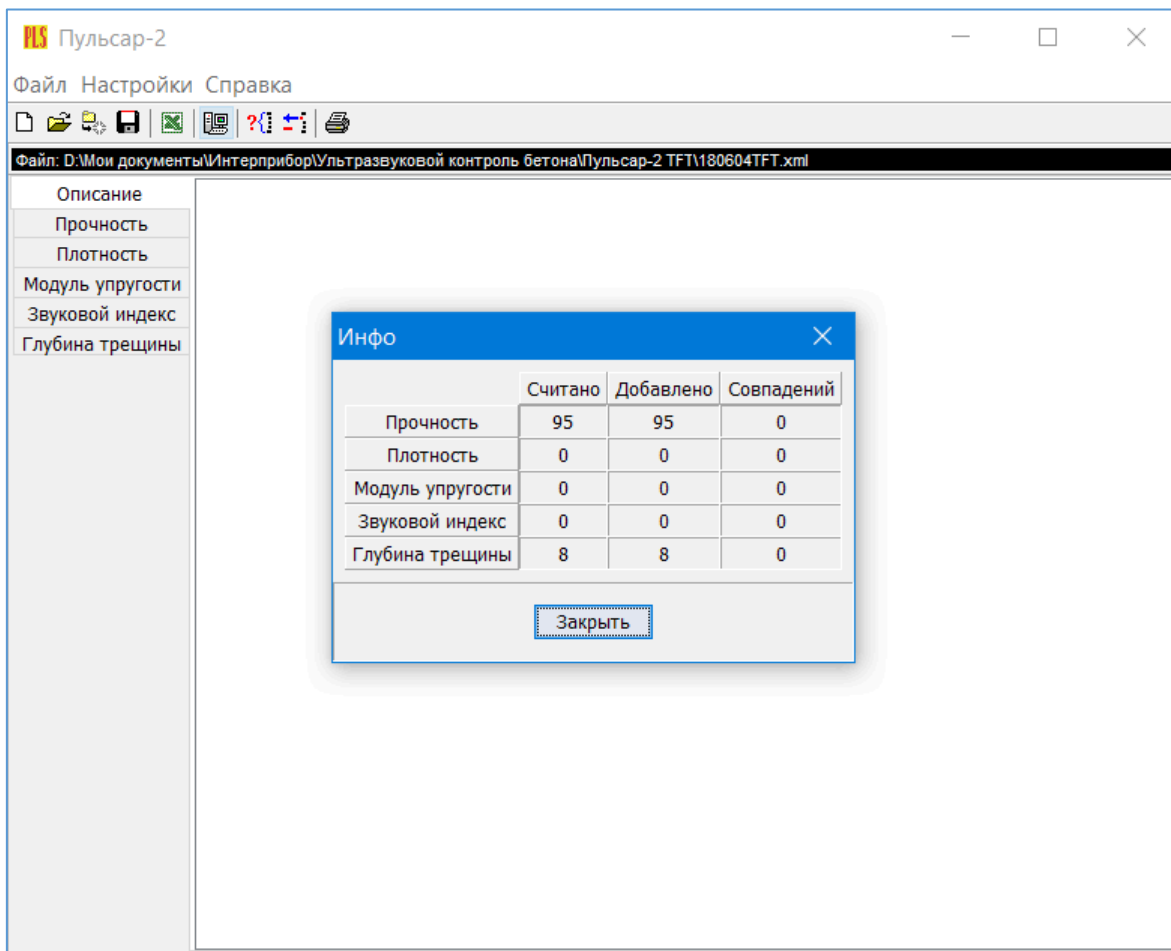 PLS Пульсар-2
Файл Настройки Справка
Файл: D:\Мои документы\Интерприбор\Ультразвуковой контроль бетона\Пульсар-2 TFT\180604TFT.xml
Описание
Прочность
Плотность
Модуль упругости
Звуковой индекс
Глубина трещины
Инфо
Считано Добавлено Совпадений
Прочность 95 95 0
Плотность 0 0 0
Модуль упругости 0 0 0
Звуковой индекс 0 0 0
Глубина трещины 8 8 0
Закрыть